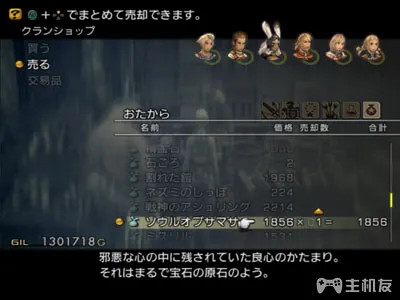 でまとめて売却できます。
クランショップ
買う
売る
交易品
おたから
名前 価格 売却数 合計
石ころ 2
割れた鎧 1968
ネズミのしっぽ 224
戦神のアシュリング 2214
ソウルオブサマサ 1856 × 01= 1856
GIL 1301718G
邪悪な心の中に残されていた良心のかたまり。
それはまるで宝石の原石のよう。
主机友